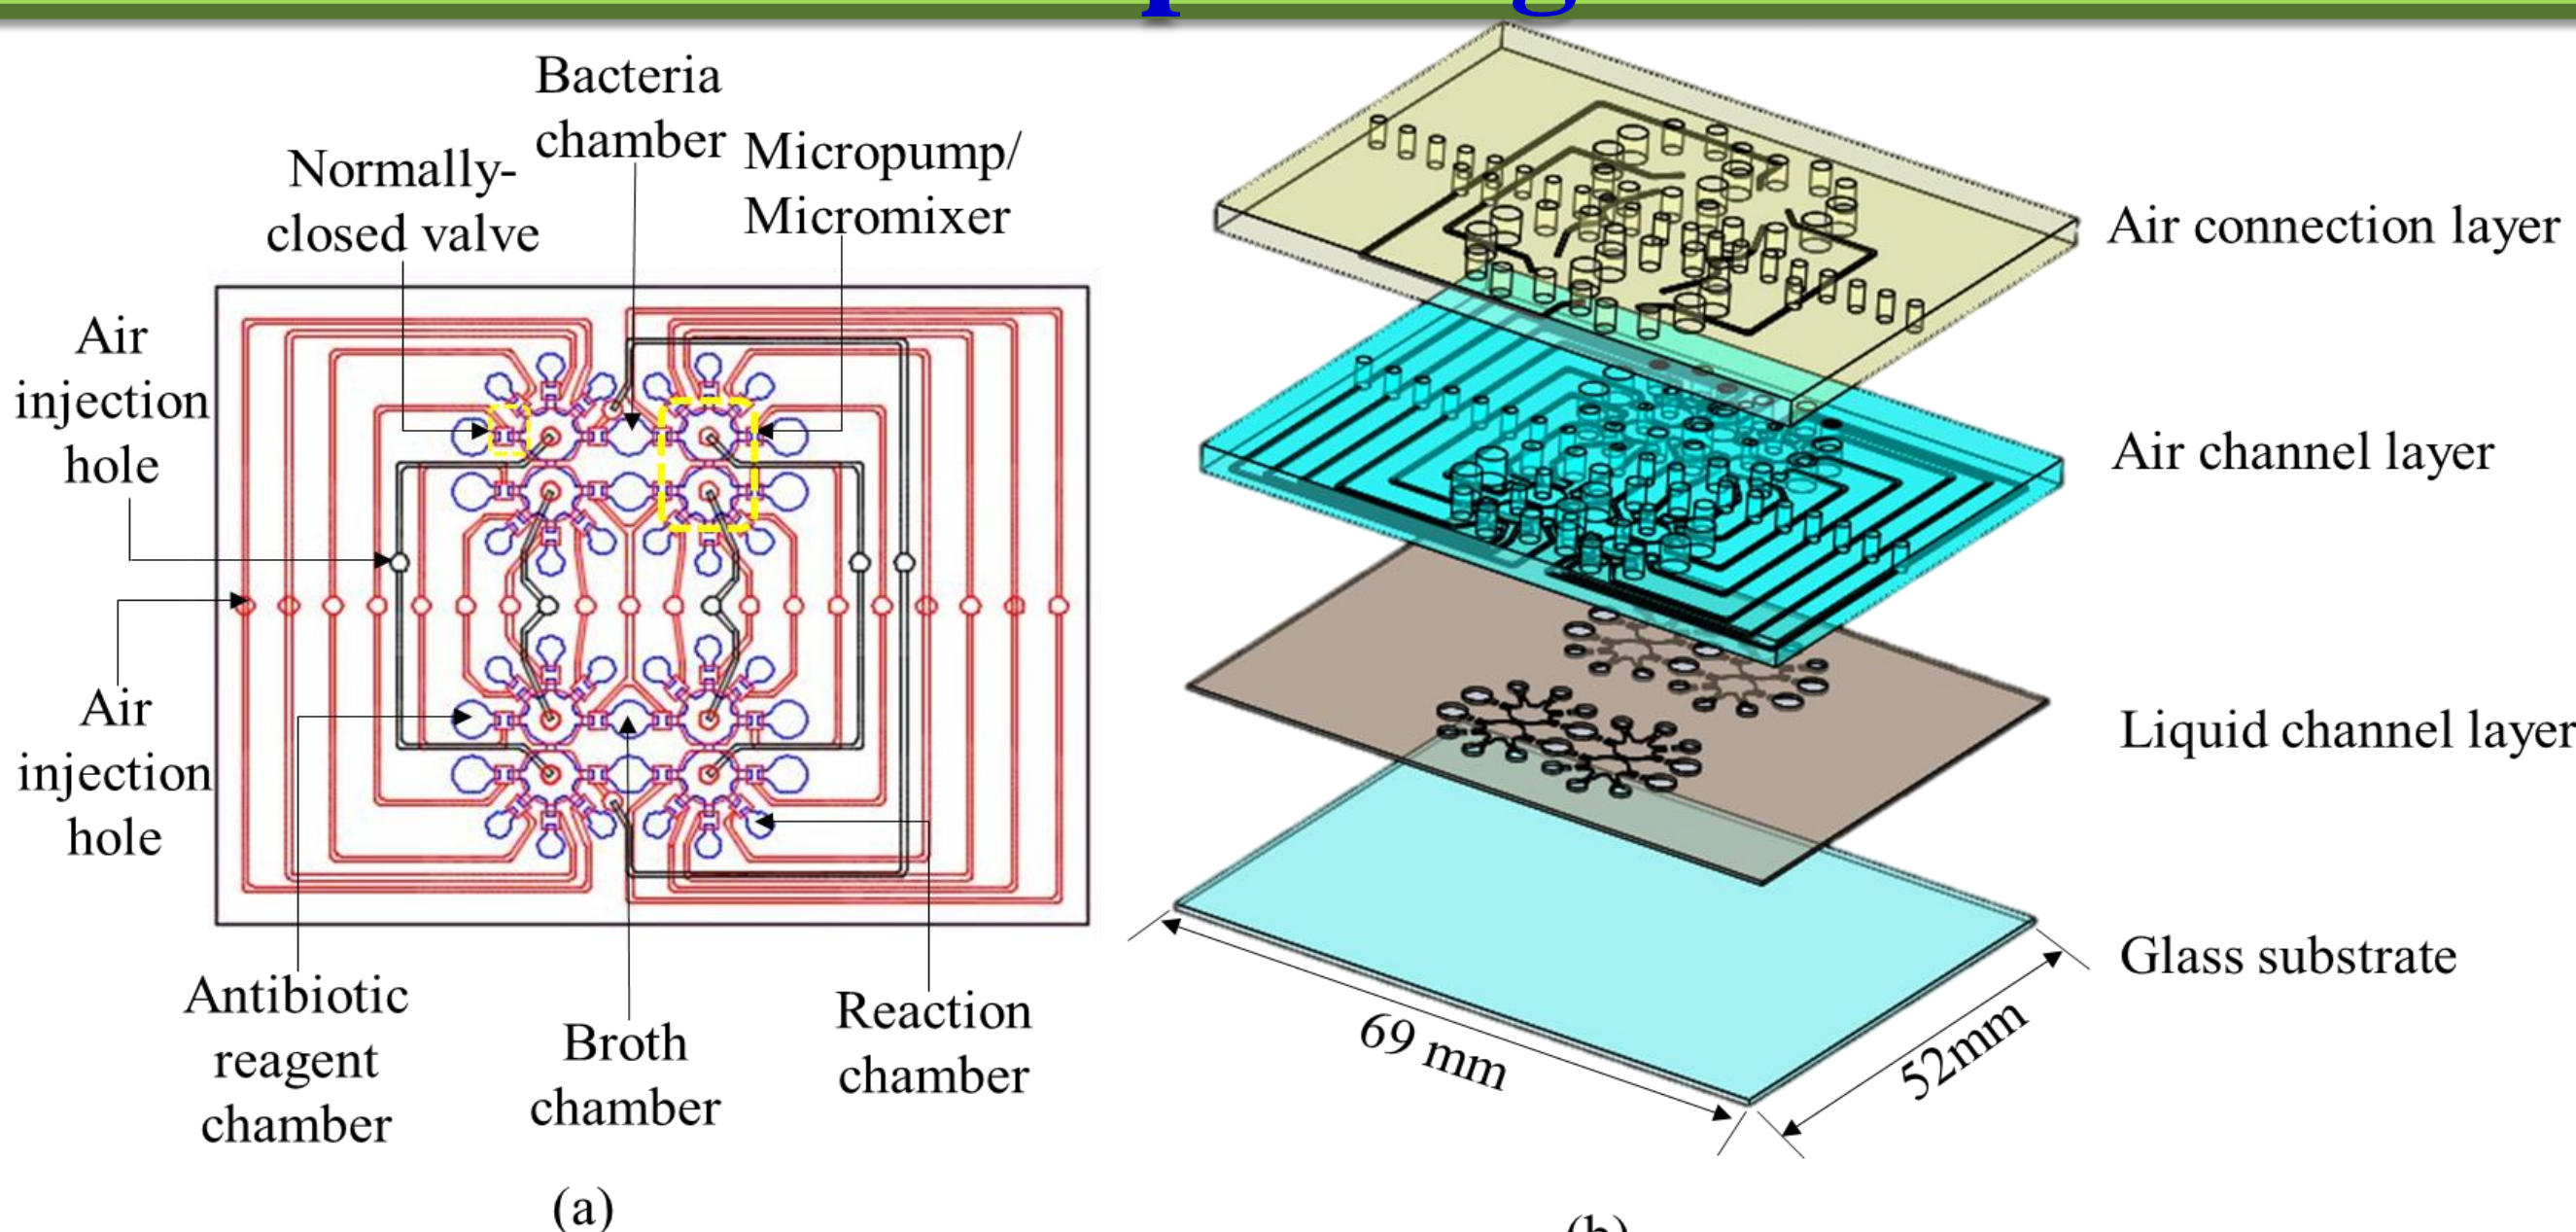 Bacteria
chamber
Normally-
closed valve
Micropump/
Micromixer
Air
injection
hole
Air
injection
hole
Antibiotic
reagent
chamber
Broth
chamber
Reaction
chamber
(a)
Air connection layer
Air channel layer
Liquid channel layer
Glass substrate
69 mm
52mm
(b)